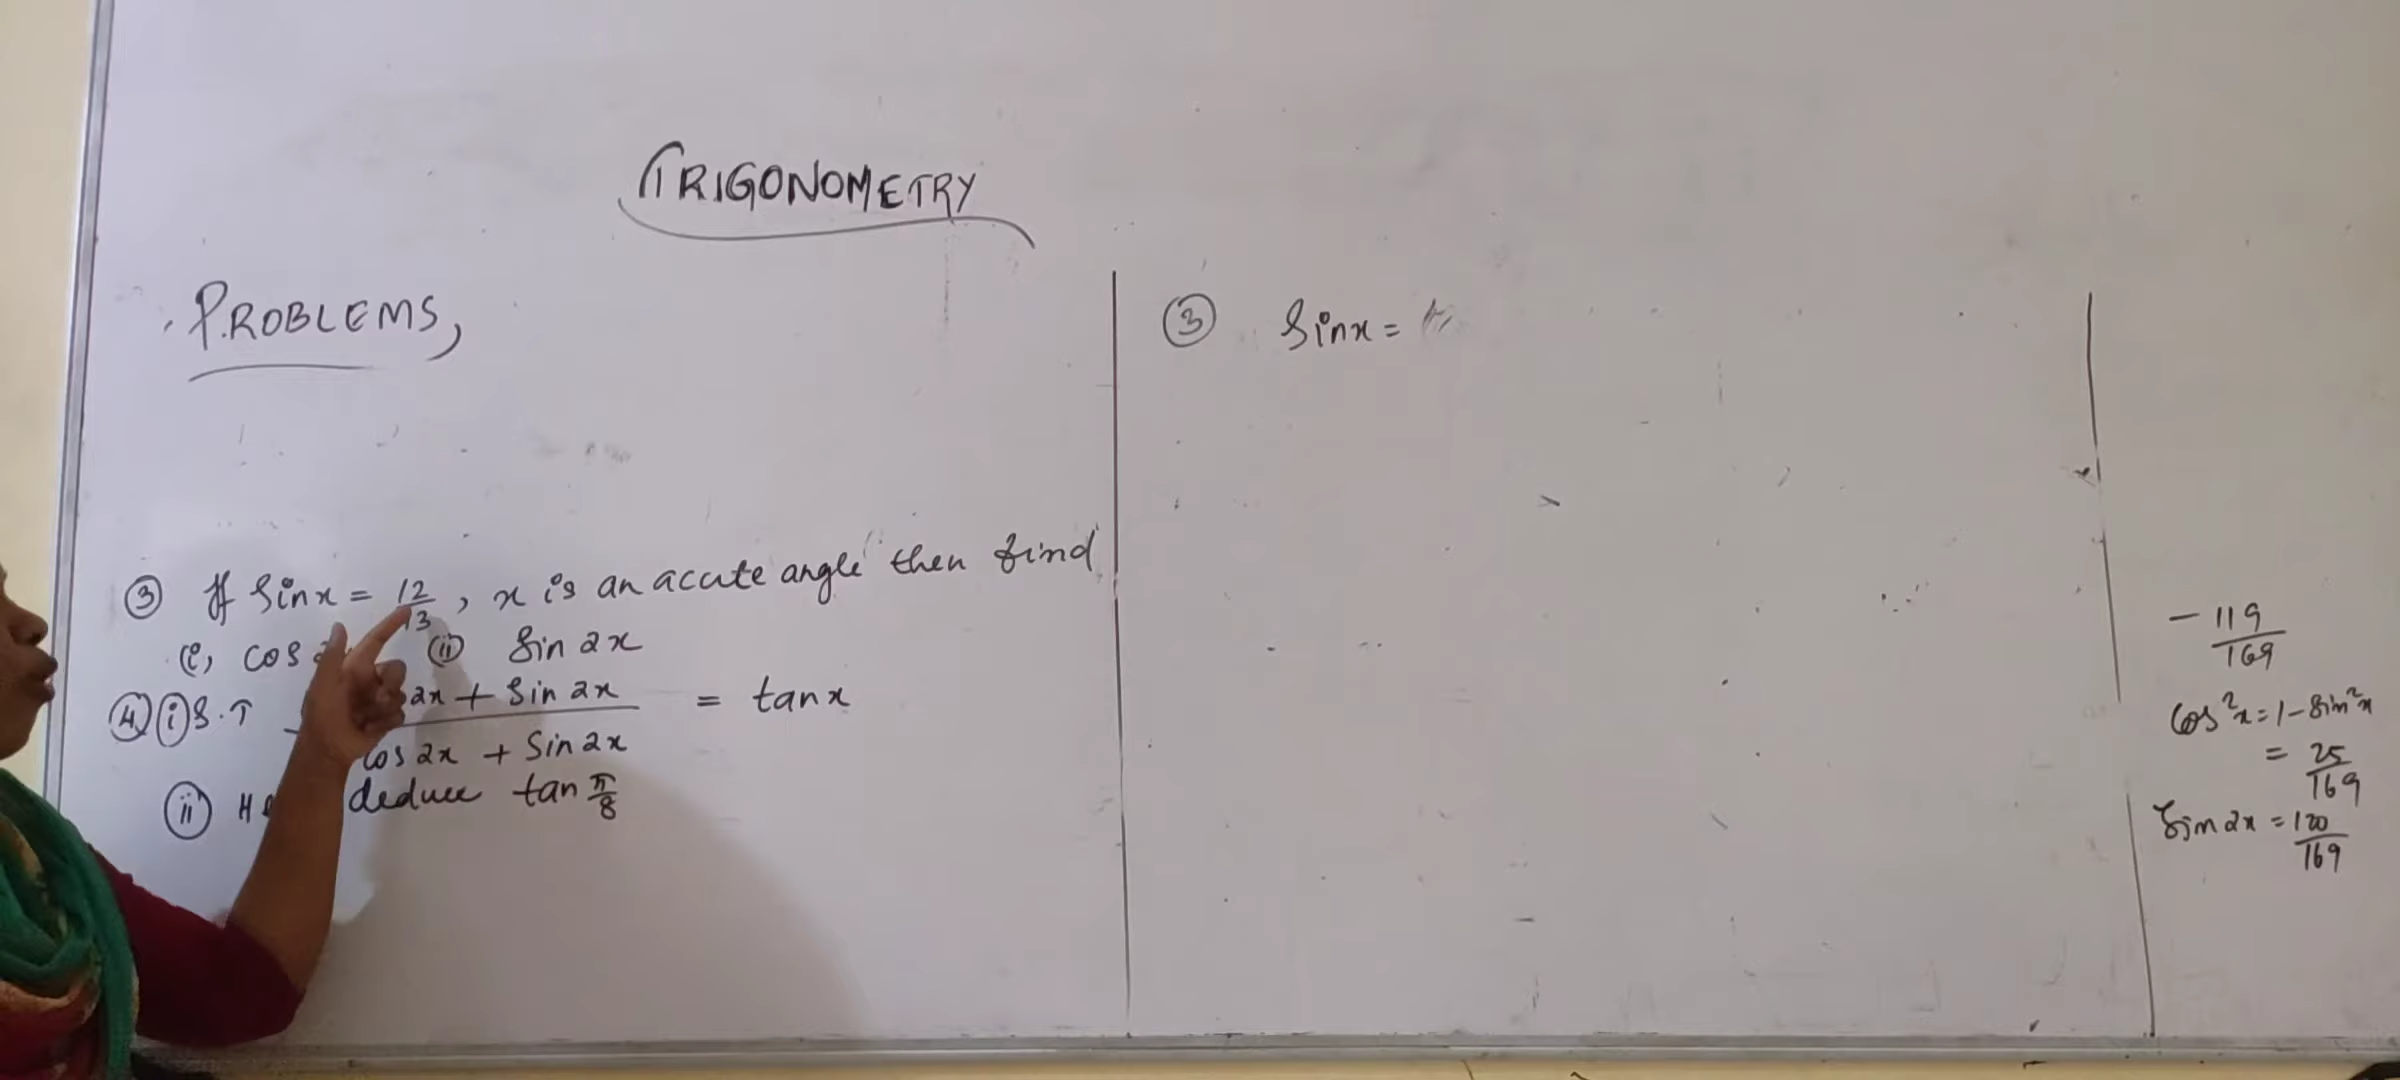 TRIGONOMETRY
PROBLEMS,
③ If Sinx = 12/13, x is an acute angle then find
(i) cos (ii) Sin 2x
④ (i) S.T 2x + Sin 2x / cos 2x + Sin 2x = tan x
(ii) deduce tan π/8
③ Sinx =
- 119/169
Cos²x = 1 - Sin²x
= 25/169
Sin 2x = 120/169